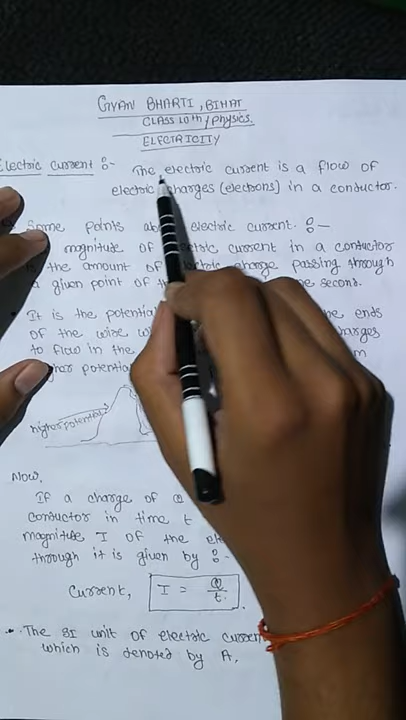 GYAN BHARTI, BIHAT
CLASS 10th / Physics.
ELECTRICITY
Electric current :- The electric current is a flow of
electric charges (electrons) in a conductor.
Some points electric current. :-
magnitude of electric current in a conductor
is the amount of electric charge passing through
a given point of second.
It is the potential ends
of the wire charges
to flow in the
higher potential
Now,
If a charge of Q
conductor in time t
magnitude I of the
through it is given by :-
Current, I = Q/t.
The SI unit of electric current
which is denoted by A.